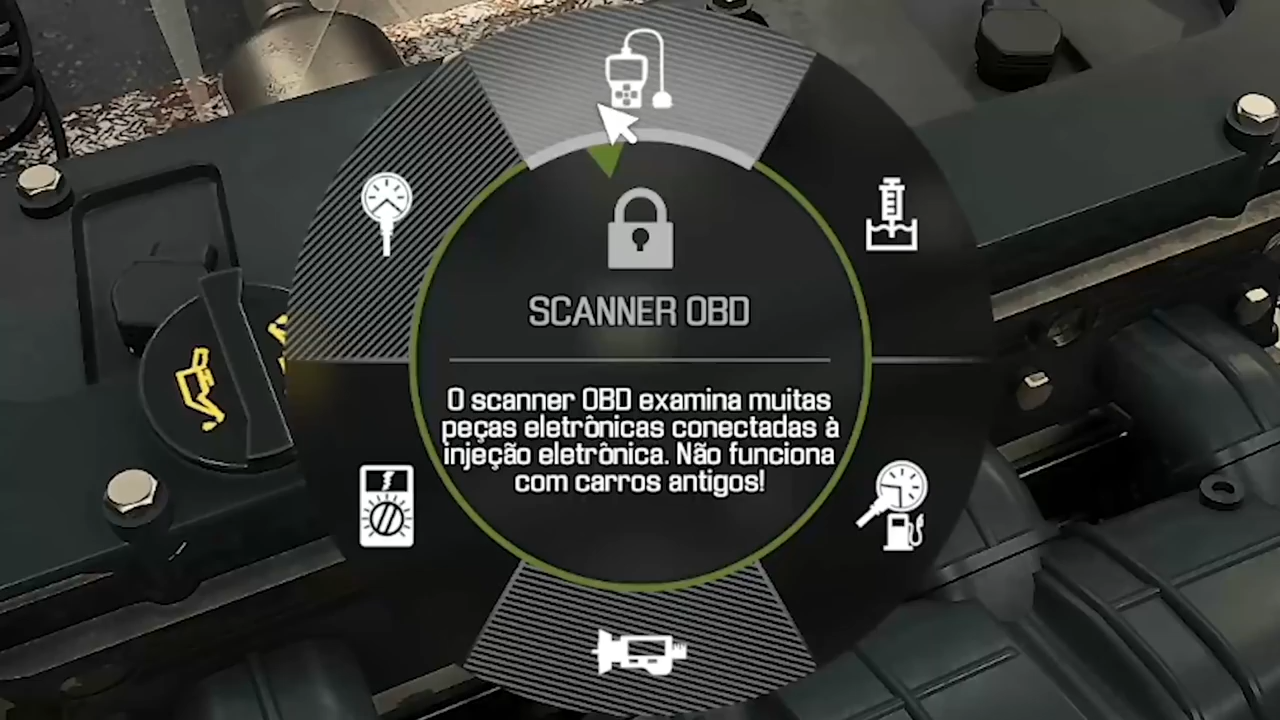 SCANNER OBD
O scanner OBD examina muitas
peças eletrônicas conectadas à
injeção eletrônica. Não funciona
com carros antigos!